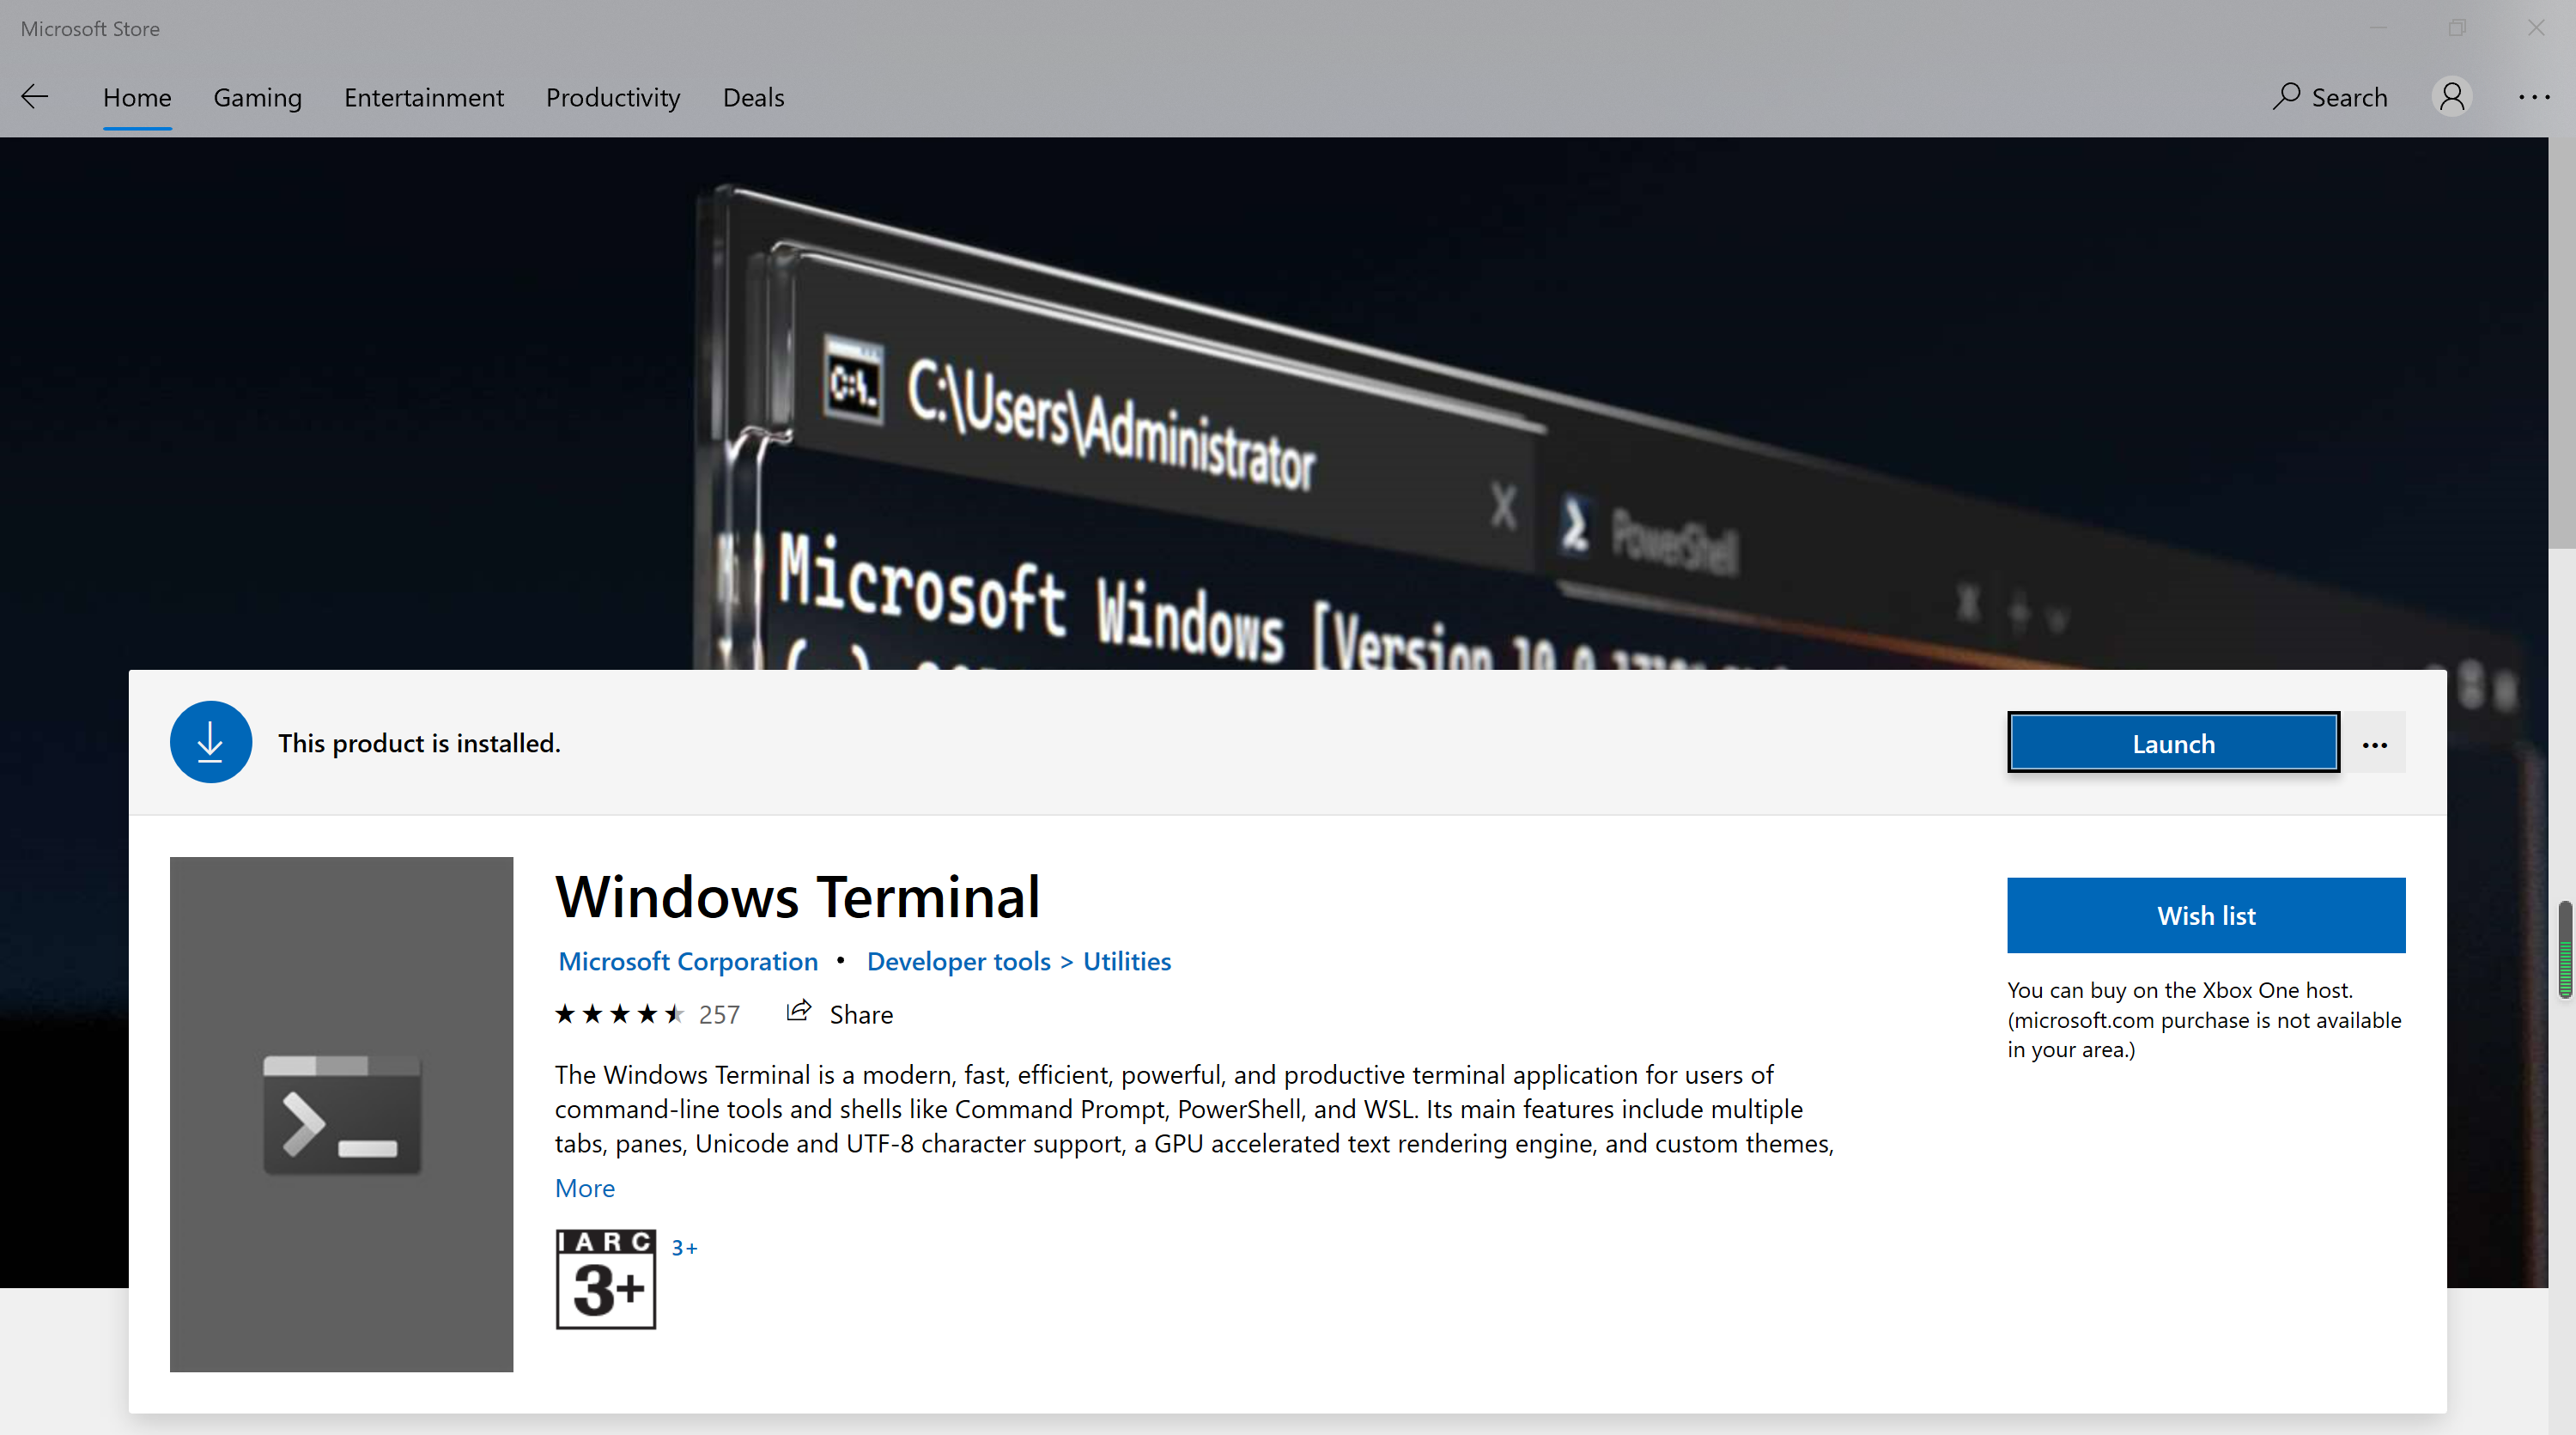 Microsoft Store
Home Gaming Entertainment Productivity Deals
Search
C:\Users\Administrator
PowerShell
Microsoft Windows [Version 10.0
This product is installed.
Launch
Windows Terminal
Microsoft Corporation • Developer tools > Utilities
257 Share
The Windows Terminal is a modern, fast, efficient, powerful, and productive terminal application for users of
command-line tools and shells like Command Prompt, PowerShell, and WSL. Its main features include multiple
tabs, panes, Unicode and UTF-8 character support, a GPU accelerated text rendering engine, and custom themes,
More
IARC
3+
3+
Wish list
You can buy on the Xbox One host.
(microsoft.com purchase is not available
in your area.)